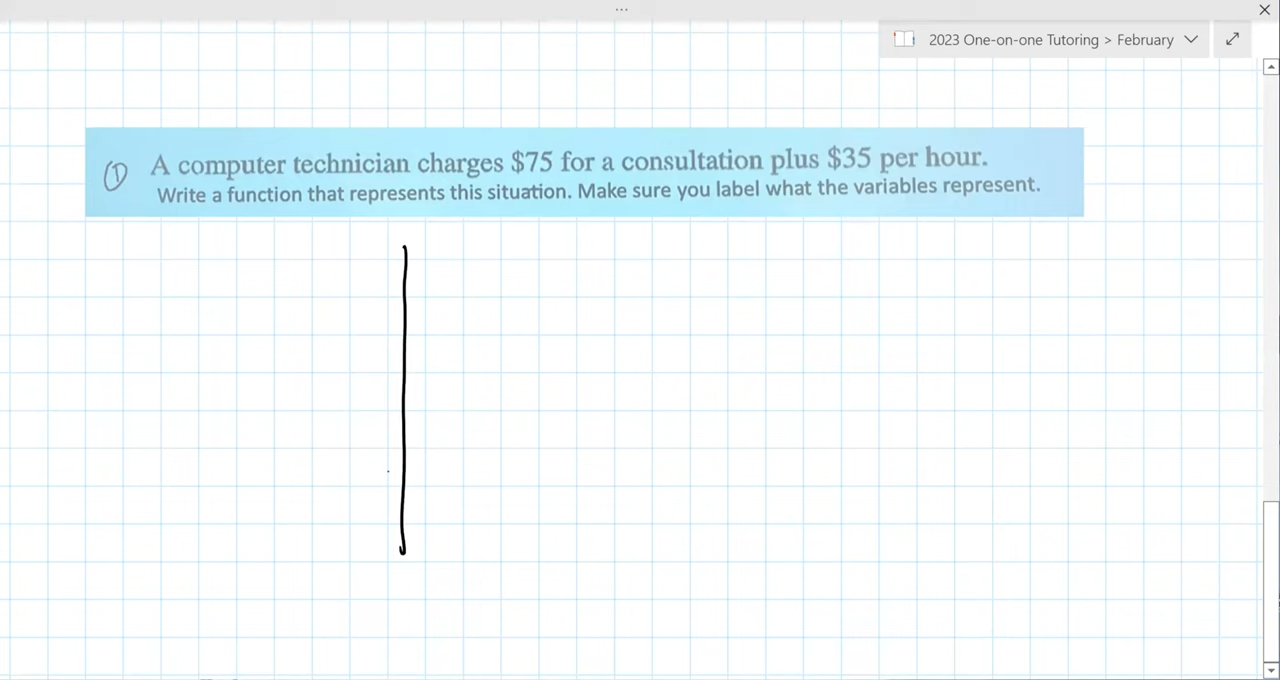 ...
2023 One-on-one Tutoring > February
① A computer technician charges $75 for a consultation plus $35 per hour.
Write a function that represents this situation. Make sure you label what the variables represent.